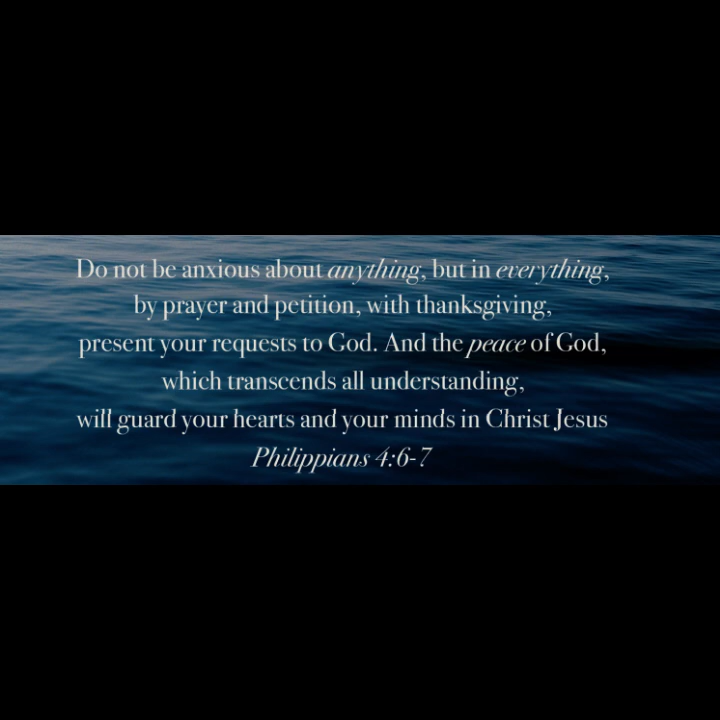 Do not be anxious about anything, but in everything,
by prayer and petition, with thanksgiving,
present your requests to God. And the peace of God,
which transcends all understanding,
will guard your hearts and your minds in Christ Jesus
Philippians 4:6-7